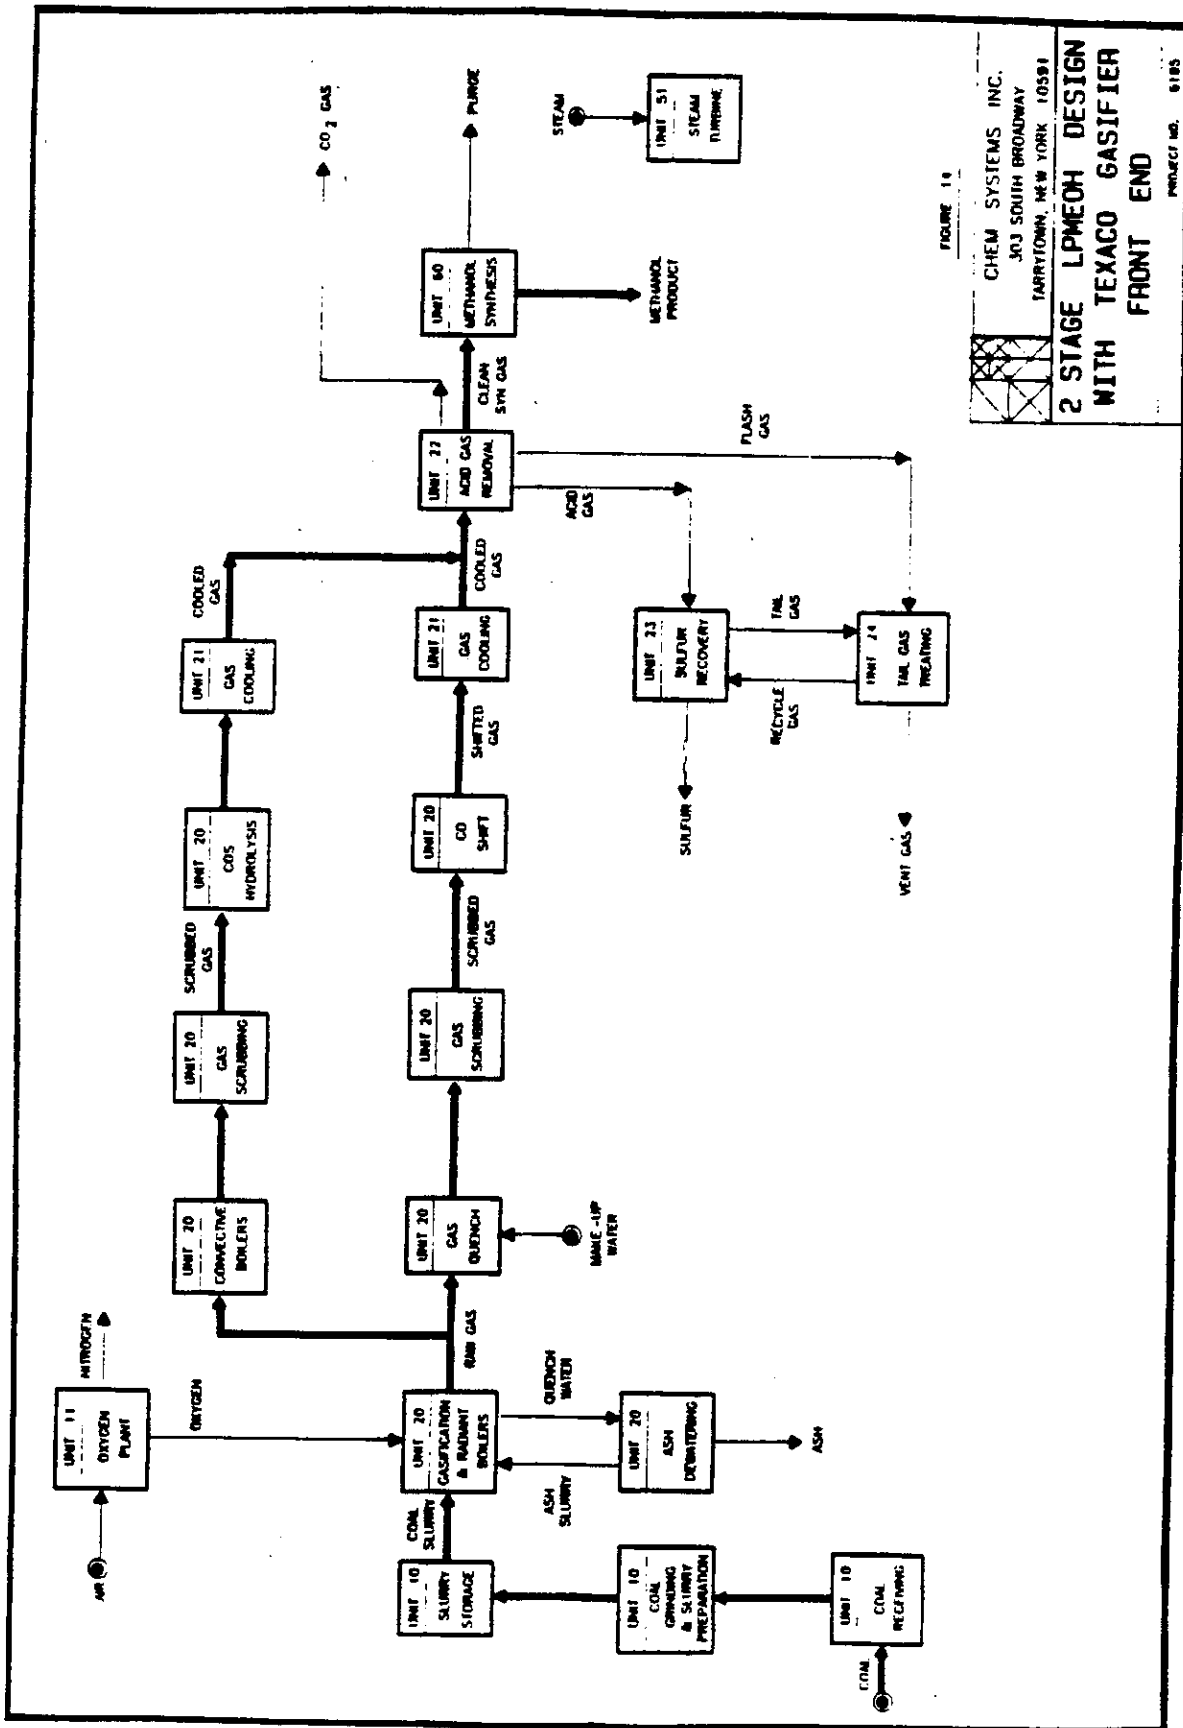 AIR
UNIT 11
OXYGEN
PLANT
NITROGEN
OXYGEN
CO2 GAS
UNIT 20
CONVECTIVE
BOILERS
UNIT 20
GAS
SCRUBBING
SCRUBBED
GAS
UNIT 20
COS
HYDROLYSIS
UNIT 21
GAS
COOLING
COOLED
GAS
UNIT 10
SLURRY
STORAGE
COAL
SLURRY
UNIT 20
GASIFICATION
& RADIANT
BOILERS
RAW GAS
UNIT 20
GAS
QUENCH
UNIT 20
GAS
SCRUBBING
SCRUBBED
GAS
UNIT 20
CO
SHIFT
SHIFTED
GAS
UNIT 21
GAS
COOLING
COOLED
GAS
UNIT 22
ACID GAS
REMOVAL
CLEAN
SYN GAS
UNIT 60
METHANOL
SYNTHESIS
PURGE
STEAM
UNIT 51
STEAM
TURBINE
METHANOL
PRODUCT
MAKE-UP
WATER
ASH
SLURRY
QUENCH
WATER
UNIT 20
ASH
DEWATERING
ASH
UNIT 10
COAL
GRINDING
& SLURRY
PREPARATION
COAL
UNIT 10
COAL
RECEIVING
ACID
GAS
FLASH
GAS
SULFUR
UNIT 23
SULFUR
RECOVERY
RECYCLE
GAS
TAIL
GAS
VENT GAS
UNIT 24
TAIL GAS
TREATING
FIGURE 14
CHEM SYSTEMS INC.
303 SOUTH BROADWAY
TARRYTOWN, NEW YORK 10591
2 STAGE LPMEOH DESIGN
WITH TEXACO GASIFIER
FRONT END
PROJECT NO. 6185